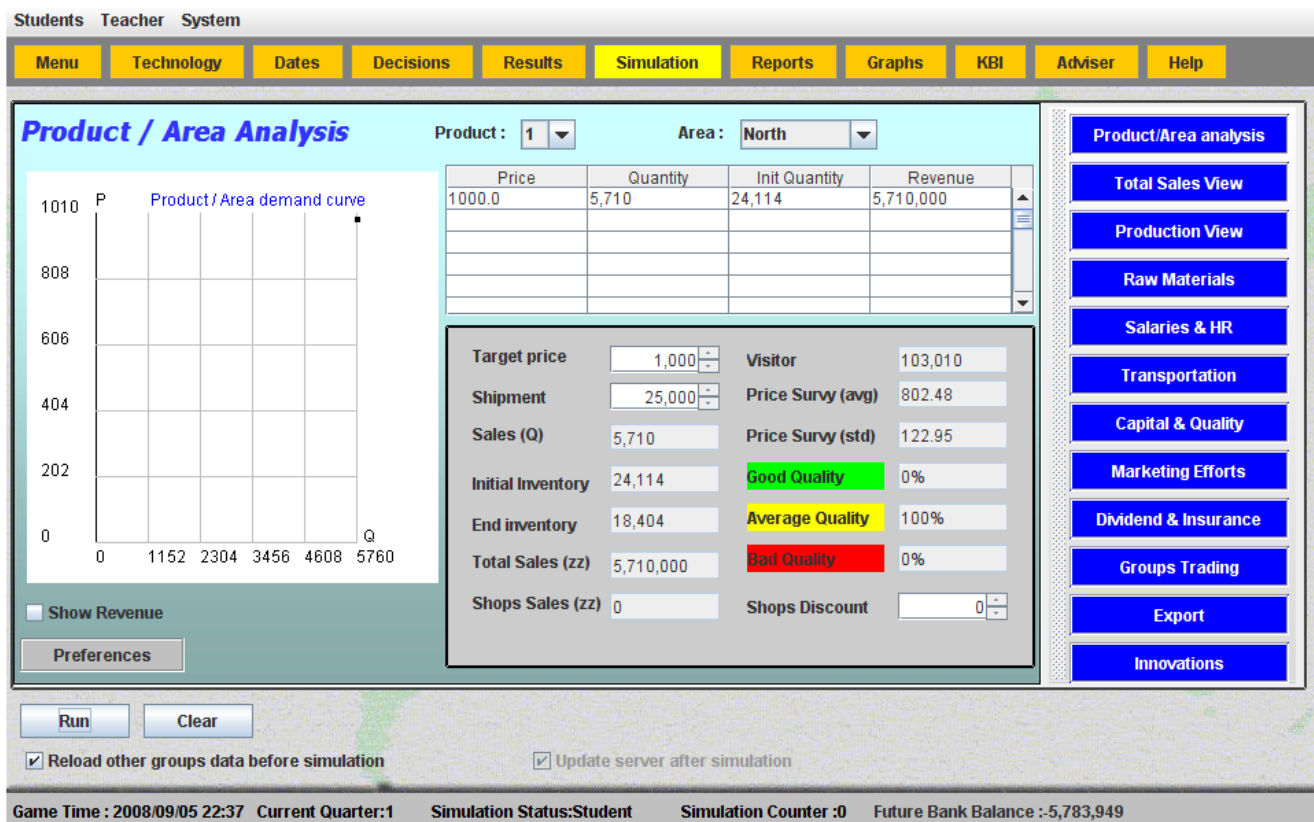 Students Teacher System
Menu Technology Dates Decisions Results Simulation Reports Graphs KBI Adviser Help
Product / Area Analysis
Product : 1 Area : North
Product / Area demand curve
P
1010
808
606
404
202
0
Q
0 1152 2304 3456 4608 5760
Show Revenue
Preferences
Price Quantity Init Quantity Revenue
1000.0 5,710 24,114 5,710,000
Target price 1,000 Visitor 103,010
Shipment 25,000 Price Survy (avg) 802.48
Sales (Q) 5,710 Price Survy (std) 122.95
Initial Inventory 24,114 Good Quality 0%
End inventory 18,404 Average Quality 100%
Total Sales (zz) 5,710,000 Bad Quality 0%
Shops Sales (zz) 0 Shops Discount 0
Product/Area analysis
Total Sales View
Production View
Raw Materials
Salaries & HR
Transportation
Capital & Quality
Marketing Efforts
Dividend & Insurance
Groups Trading
Export
Innovations
Run Clear
Reload other groups data before simulation Update server after simulation
Game Time : 2008/09/05 22:37 Current Quarter:1 Simulation Status:Student Simulation Counter :0 Future Bank Balance :-5,783,949